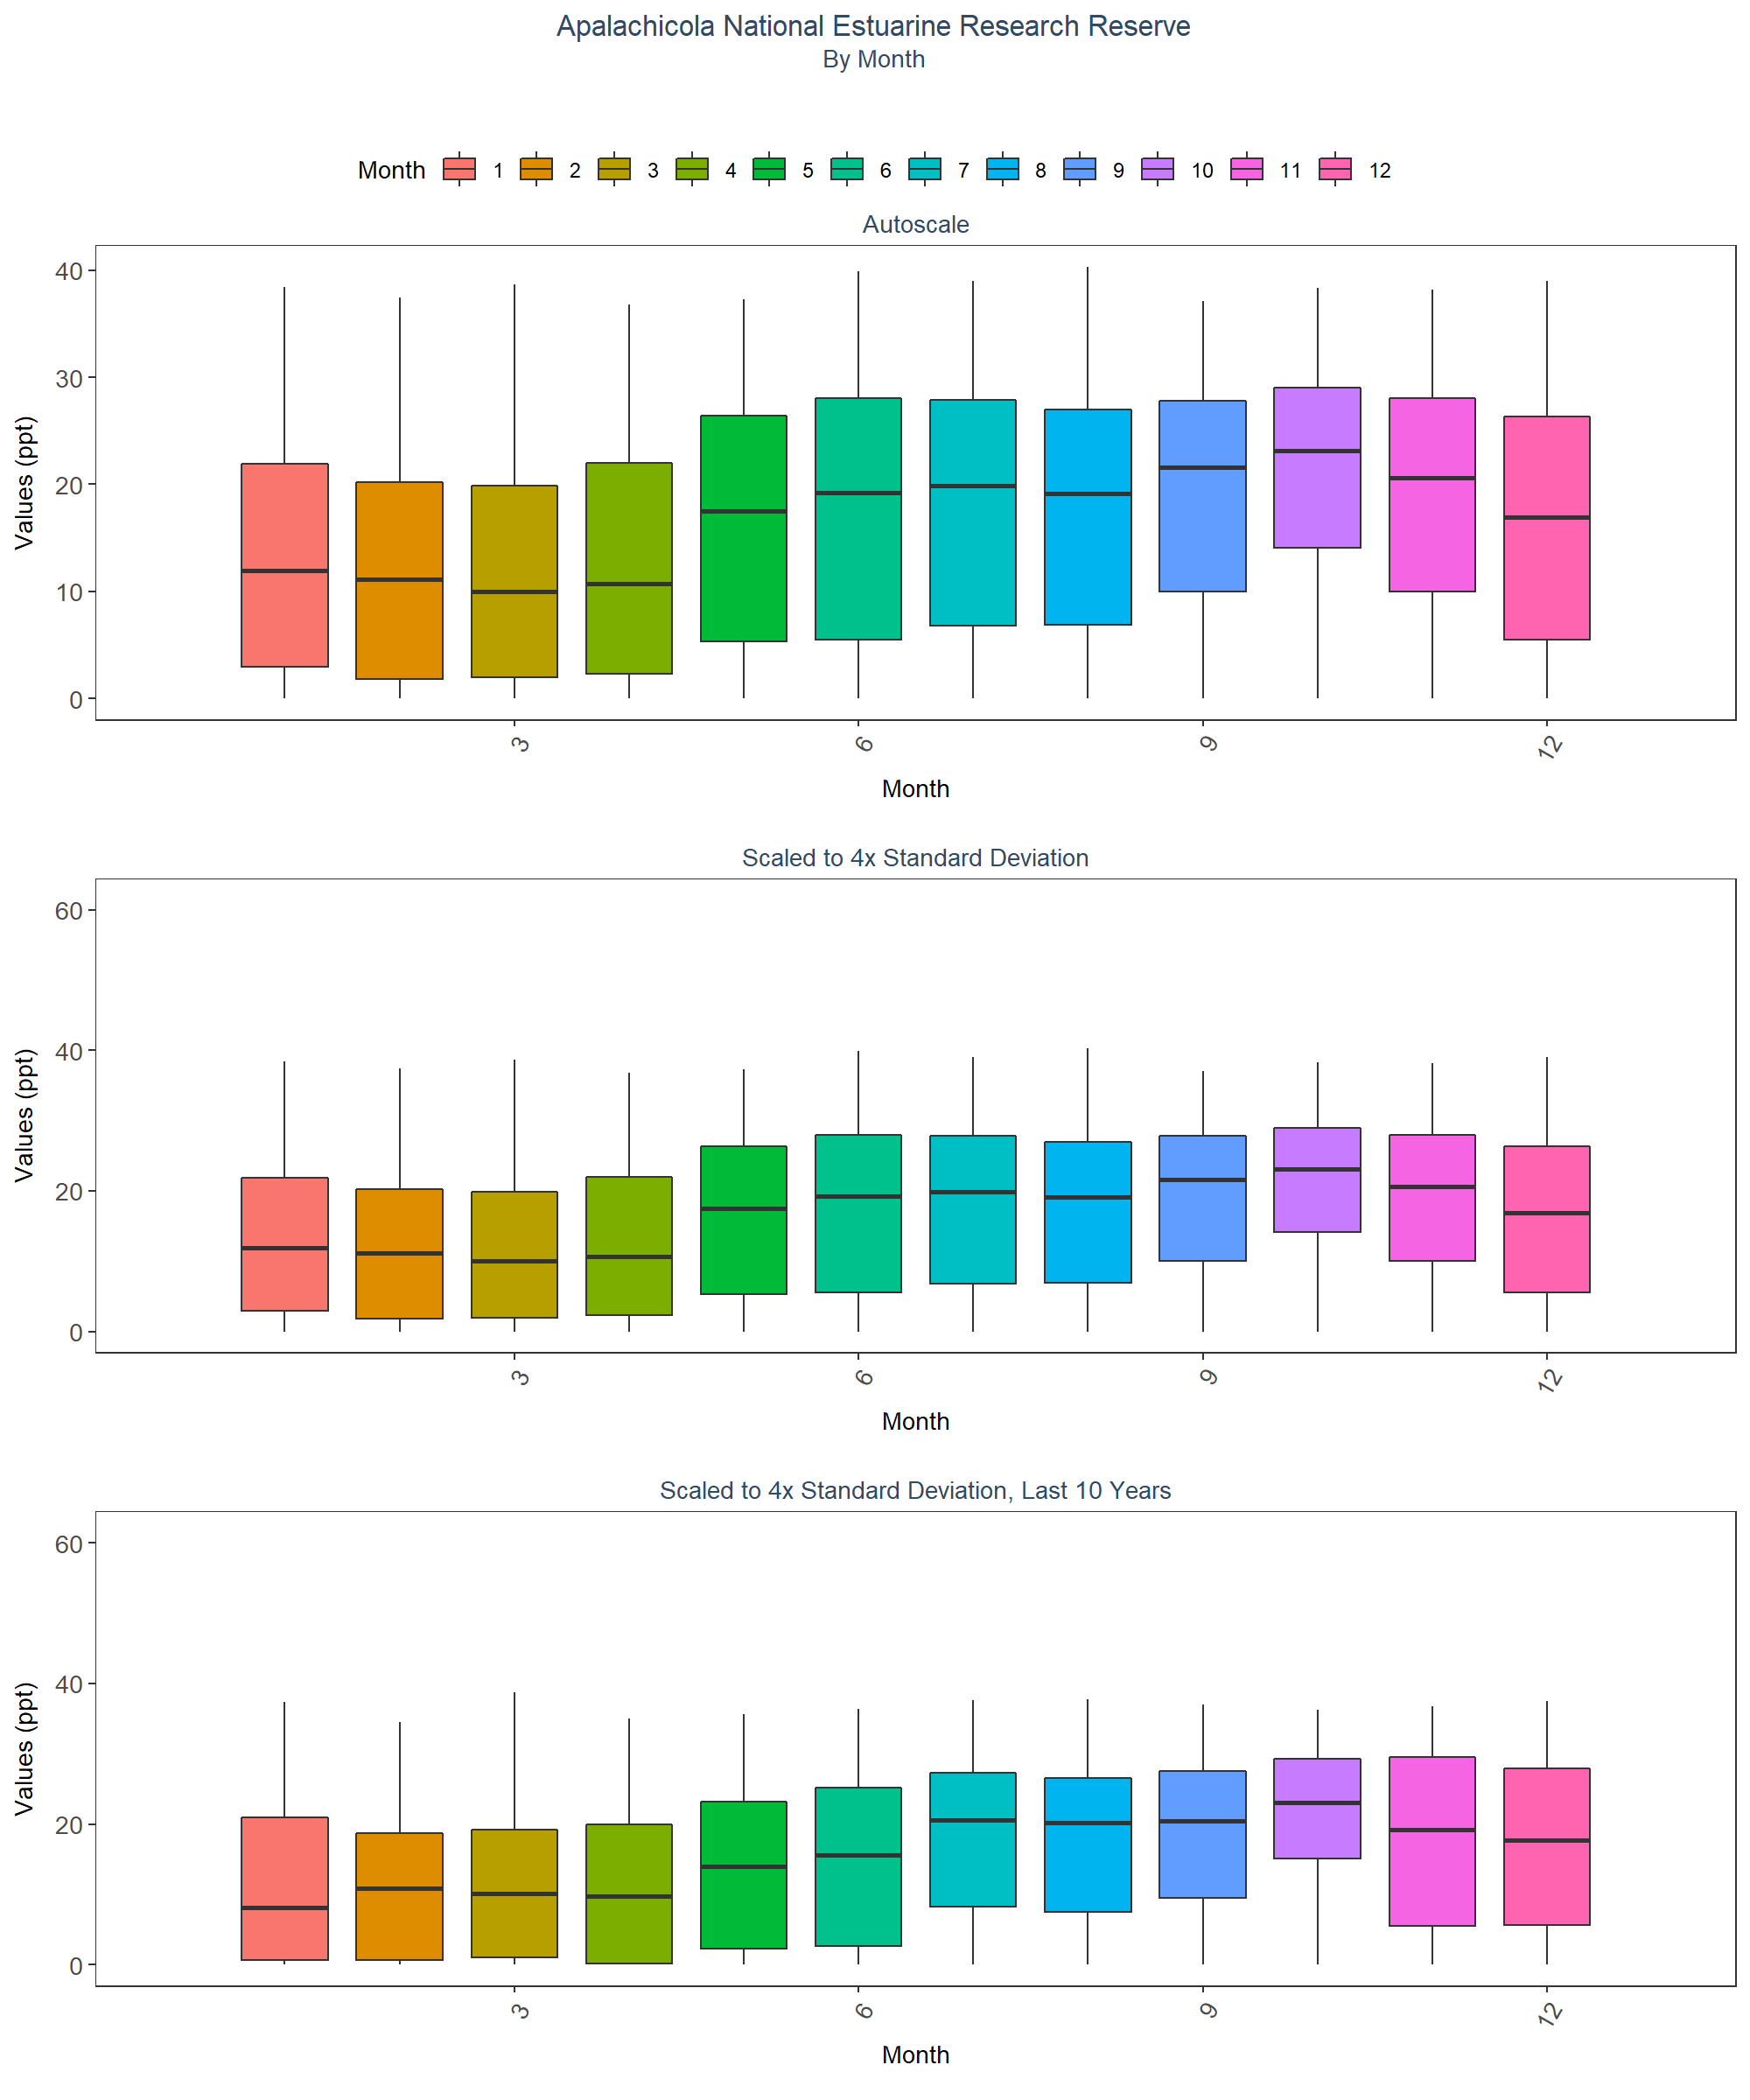 Apalachicola National Estuarine Research Reserve
By Month
Month 1 2 3 4 5 6 7 8 9 10 11 12
Autoscale
Values (ppt)
40
30
20
10
0
3 6 9 12
Month
Scaled to 4x Standard Deviation
Values (ppt)
60
40
20
0
3 6 9 12
Month
Scaled to 4x Standard Deviation, Last 10 Years
Values (ppt)
60
40
20
0
3 6 9 12
Month